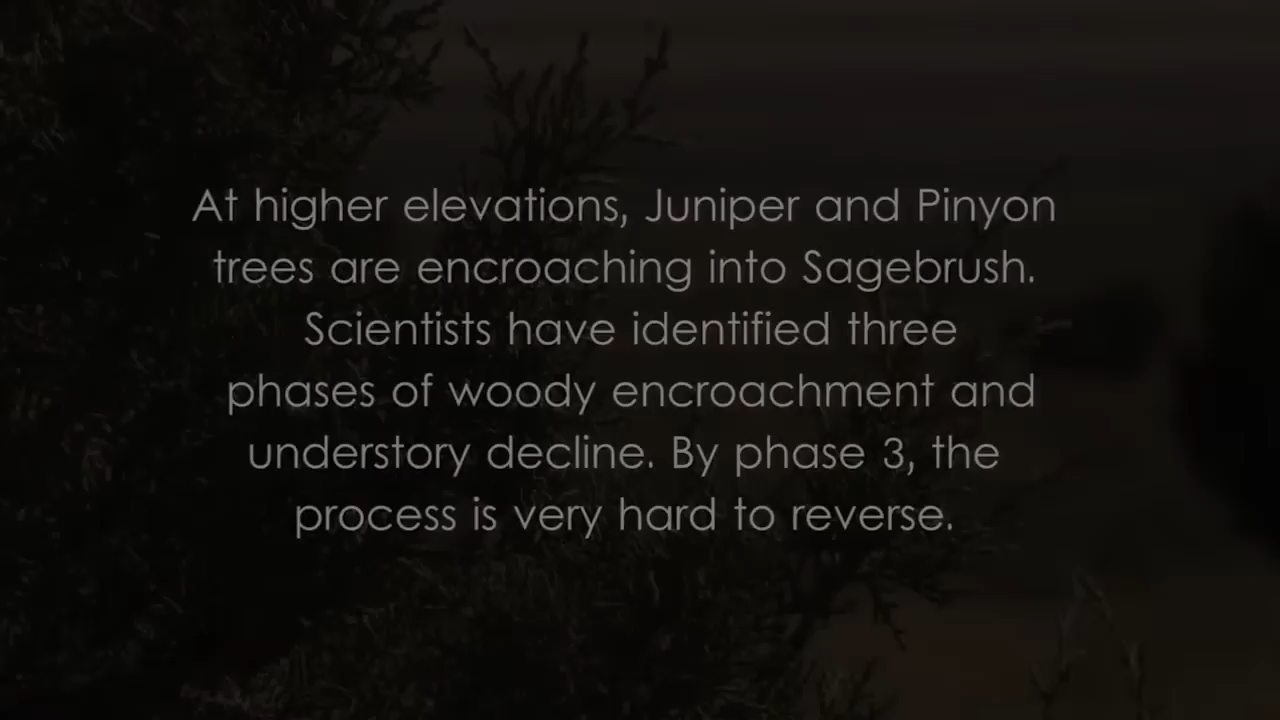 At higher elevations, Juniper and Pinyon
trees are encroaching into Sagebrush.
Scientists have identified three
phases of woody encroachment and
understory decline. By phase 3, the
process is very hard to reverse.